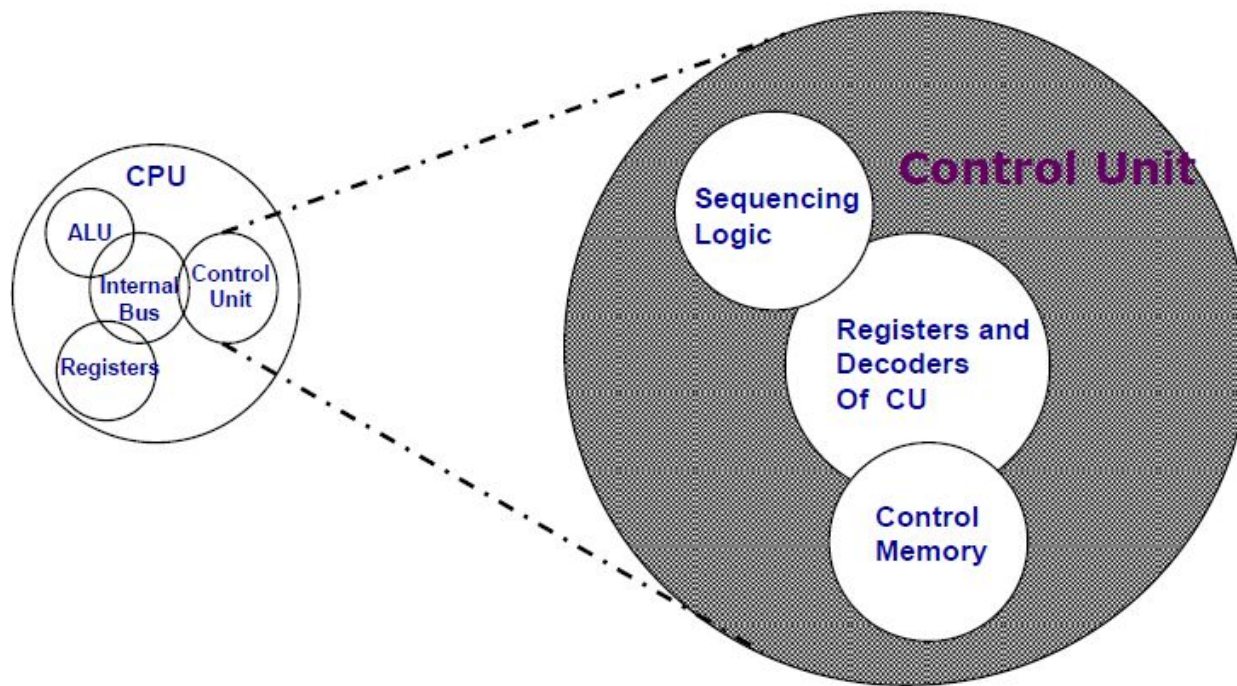 CPU
ALU
Internal
Bus
Control
Unit
Registers
Control Unit
Sequencing
Logic
Registers and
Decoders
Of CU
Control
Memory